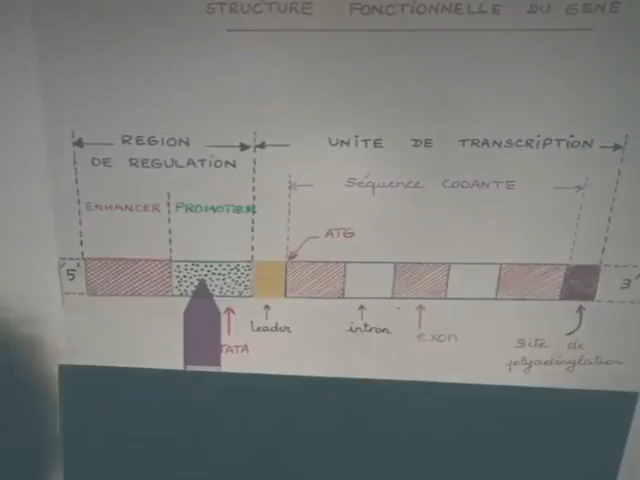 STRUCTURE FONCTIONNELLE DU GENE
REGION DE REGULATION
UNITE DE TRANSCRIPTION
Séquence CODANTE
ENHANCER
PROMOTEUR
ATG
5'
3'
TATA
leader
intron
exon
site de
polyadénylation